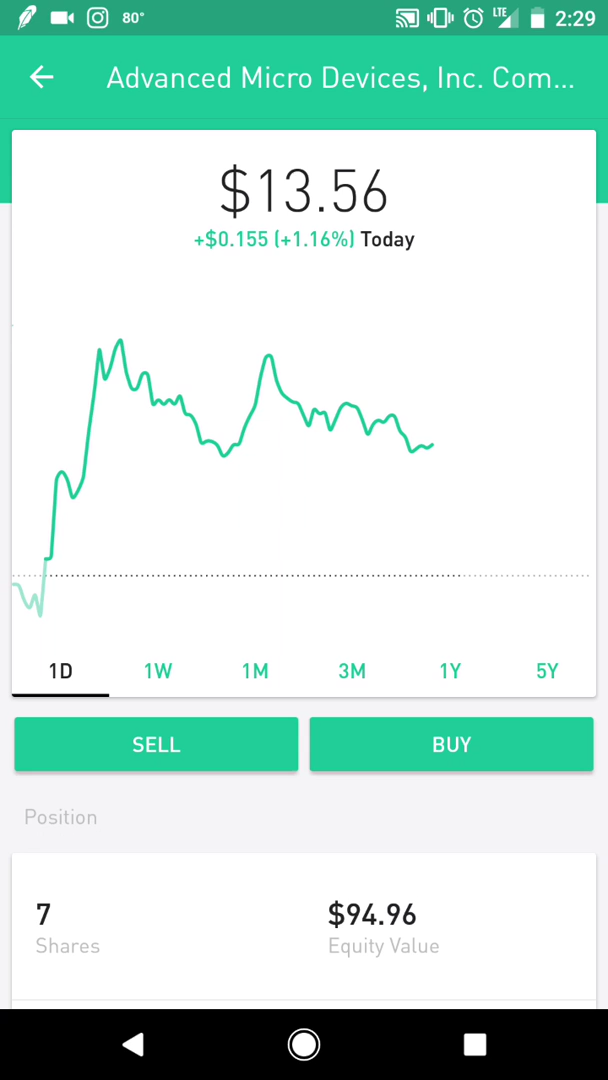 80° LTE 2:29
Advanced Micro Devices, Inc. Com...
$13.56
+$0.155 (+1.16%) Today
1D 1W 1M 3M 1Y 5Y
SELL BUY
Position
7 $94.96
Shares Equity Value